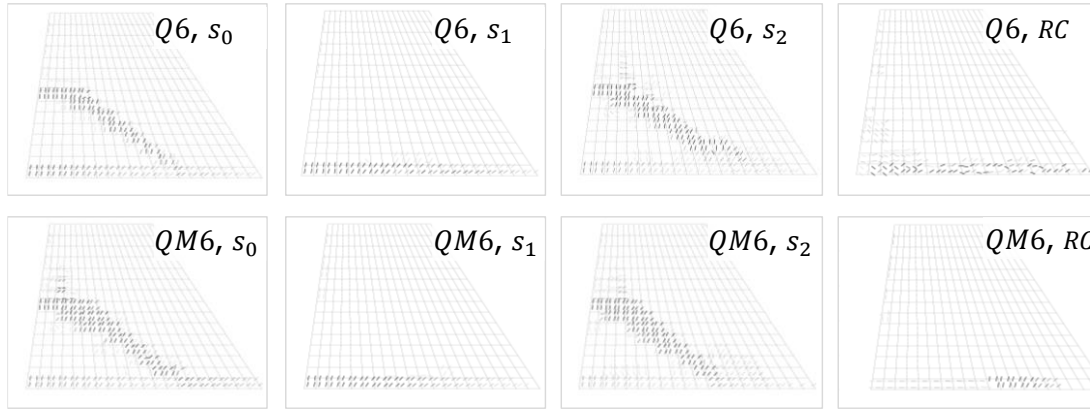 Q6, s₀
Q6, s₁
Q6, s₂
Q6, RC
QM6, s₀
QM6, s₁
QM6, s₂
QM6, RC